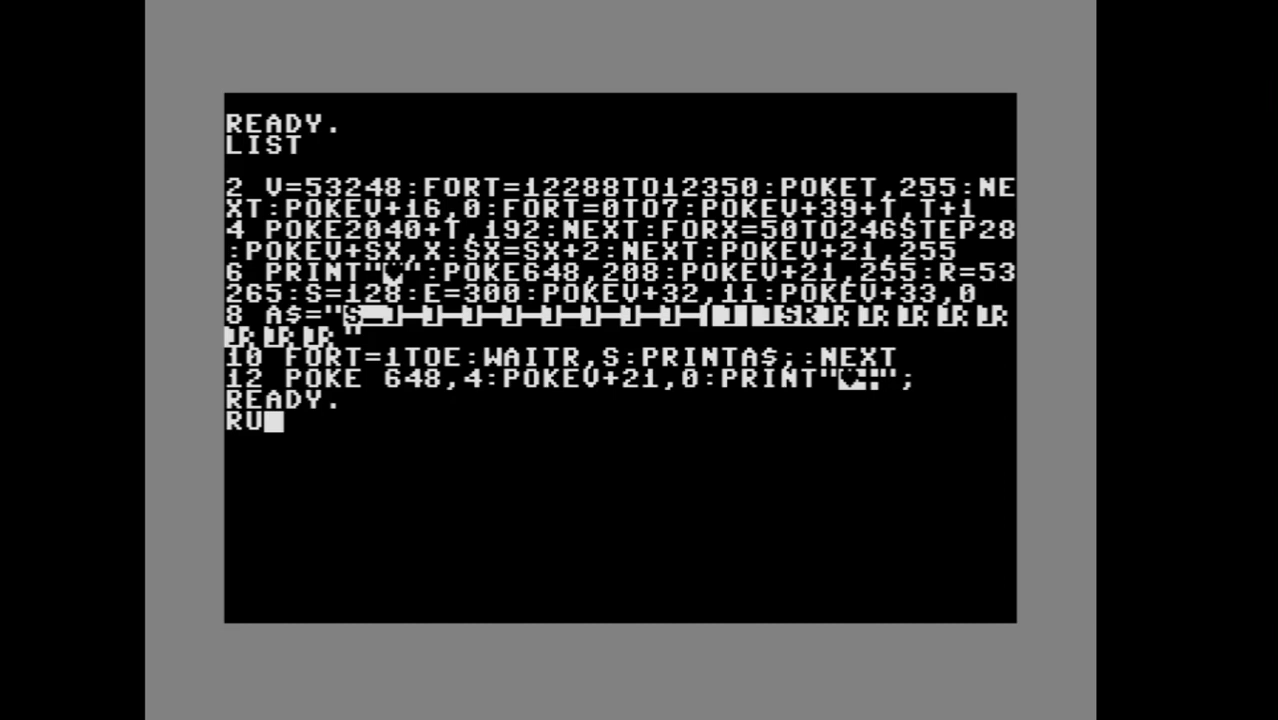 READY.
LIST
2 V=53248:FORT=12288TO12350:POKET,255:NE
XT:POKEV+16,0:FORT=0TO7:POKEV+39+T,T+1
4 POKE2040+T,192:NEXT:FORX=50TO246STEP28
:POKEV+SX,X:SX=SX+2:NEXT:POKEV+21,255
6 PRINT"♥":POKE648,208:POKEV+21,255:R=53
265:S=128:E=300:POKEV+32,11:POKEV+33,0
8 A$="
"
10 FORT=1TOE:WAITR,S:PRINTA$;:NEXT
12 POKE 648,4:POKEV+21,0:PRINT"♥";
READY.
RU